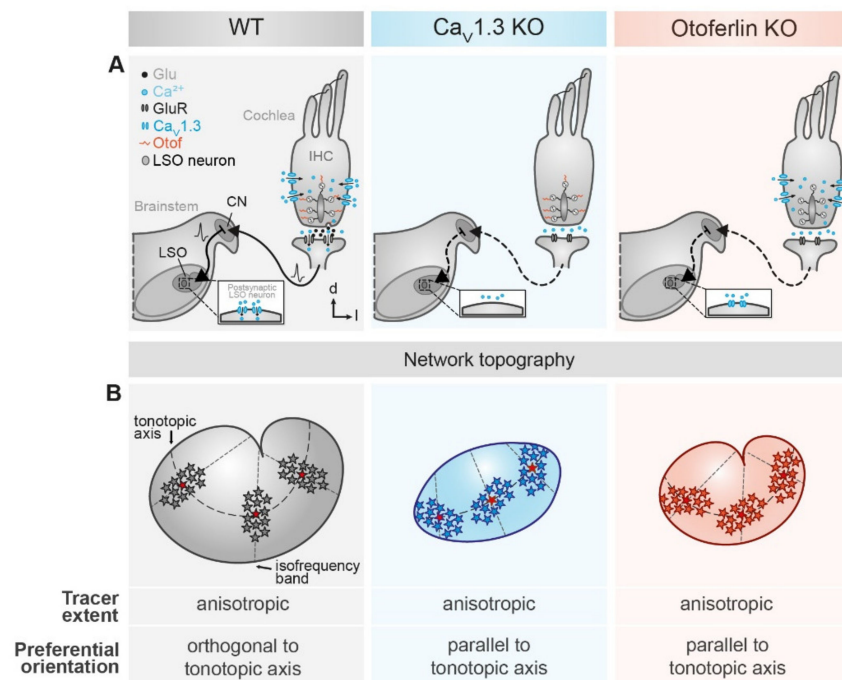 WT
Ca_V1.3 KO
Otoferlin KO
A
Glu
Ca²⁺
GluR
Ca_V1.3
Otof
LSO neuron
Cochlea
IHC
Brainstem
CN
LSO
Postsynaptic
LSO neuron
d
l
Network topography
B
tonotopic
axis
isofrequency
band
Tracer
extent
anisotropic
anisotropic
anisotropic
Preferential
orientation
orthogonal to
tonotopic axis
parallel to
tonotopic axis
parallel to
tonotopic axis